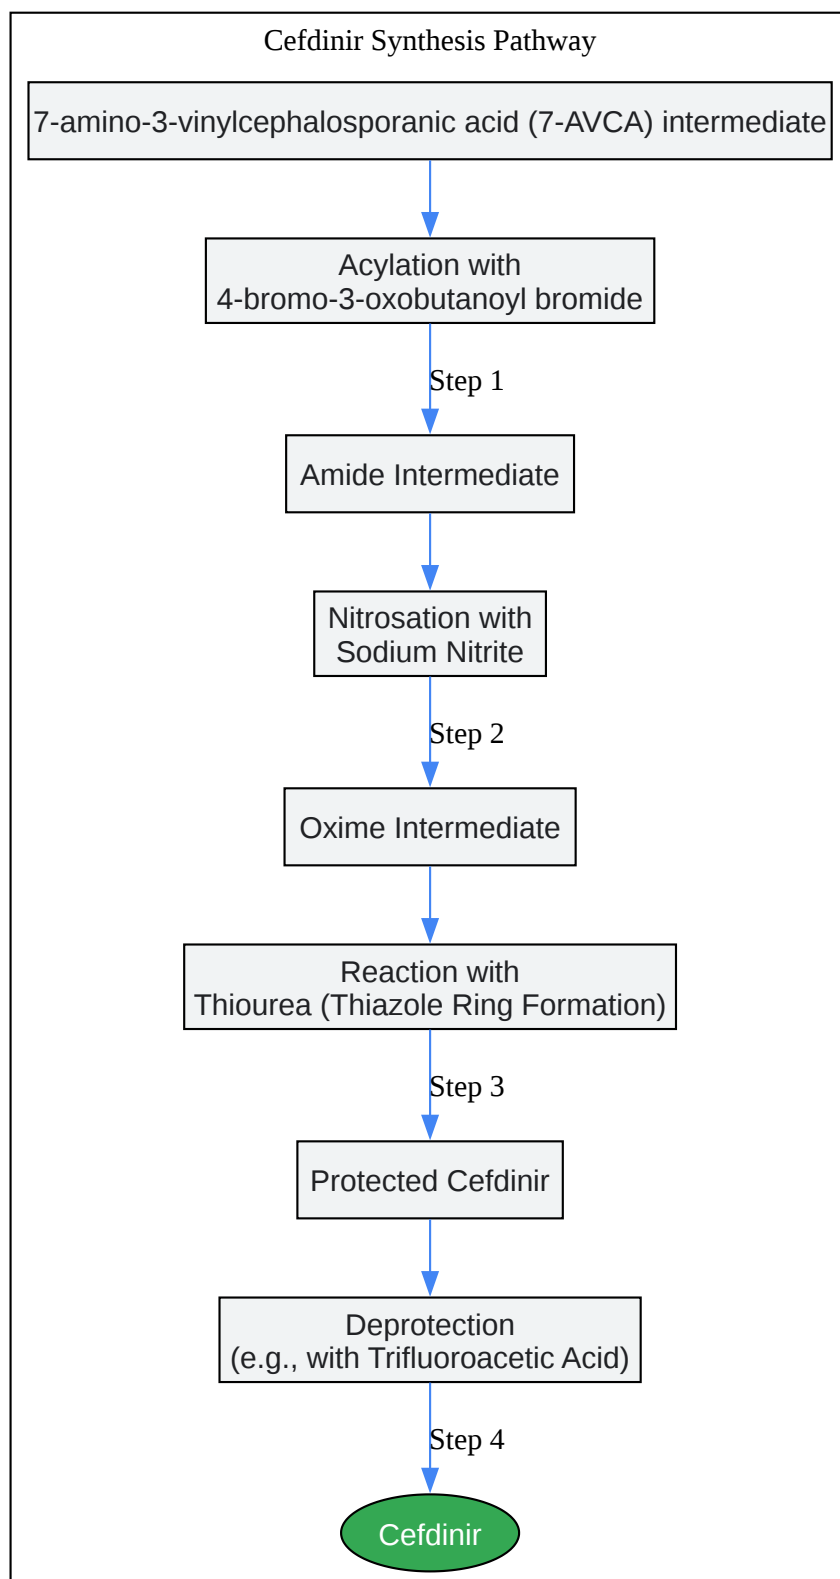 Cefdinir Synthesis Pathway
7-amino-3-vinylcephalosporanic acid (7-AVCA) intermediate
Acylation with
4-bromo-3-oxobutanoyl bromide
Step 1
Amide Intermediate
Nitrosation with
Sodium Nitrite
Step 2
Oxime Intermediate
Reaction with
Thiourea (Thiazole Ring Formation)
Step 3
Protected Cefdinir
Deprotection
(e.g., with Trifluoroacetic Acid)
Step 4
Cefdinir